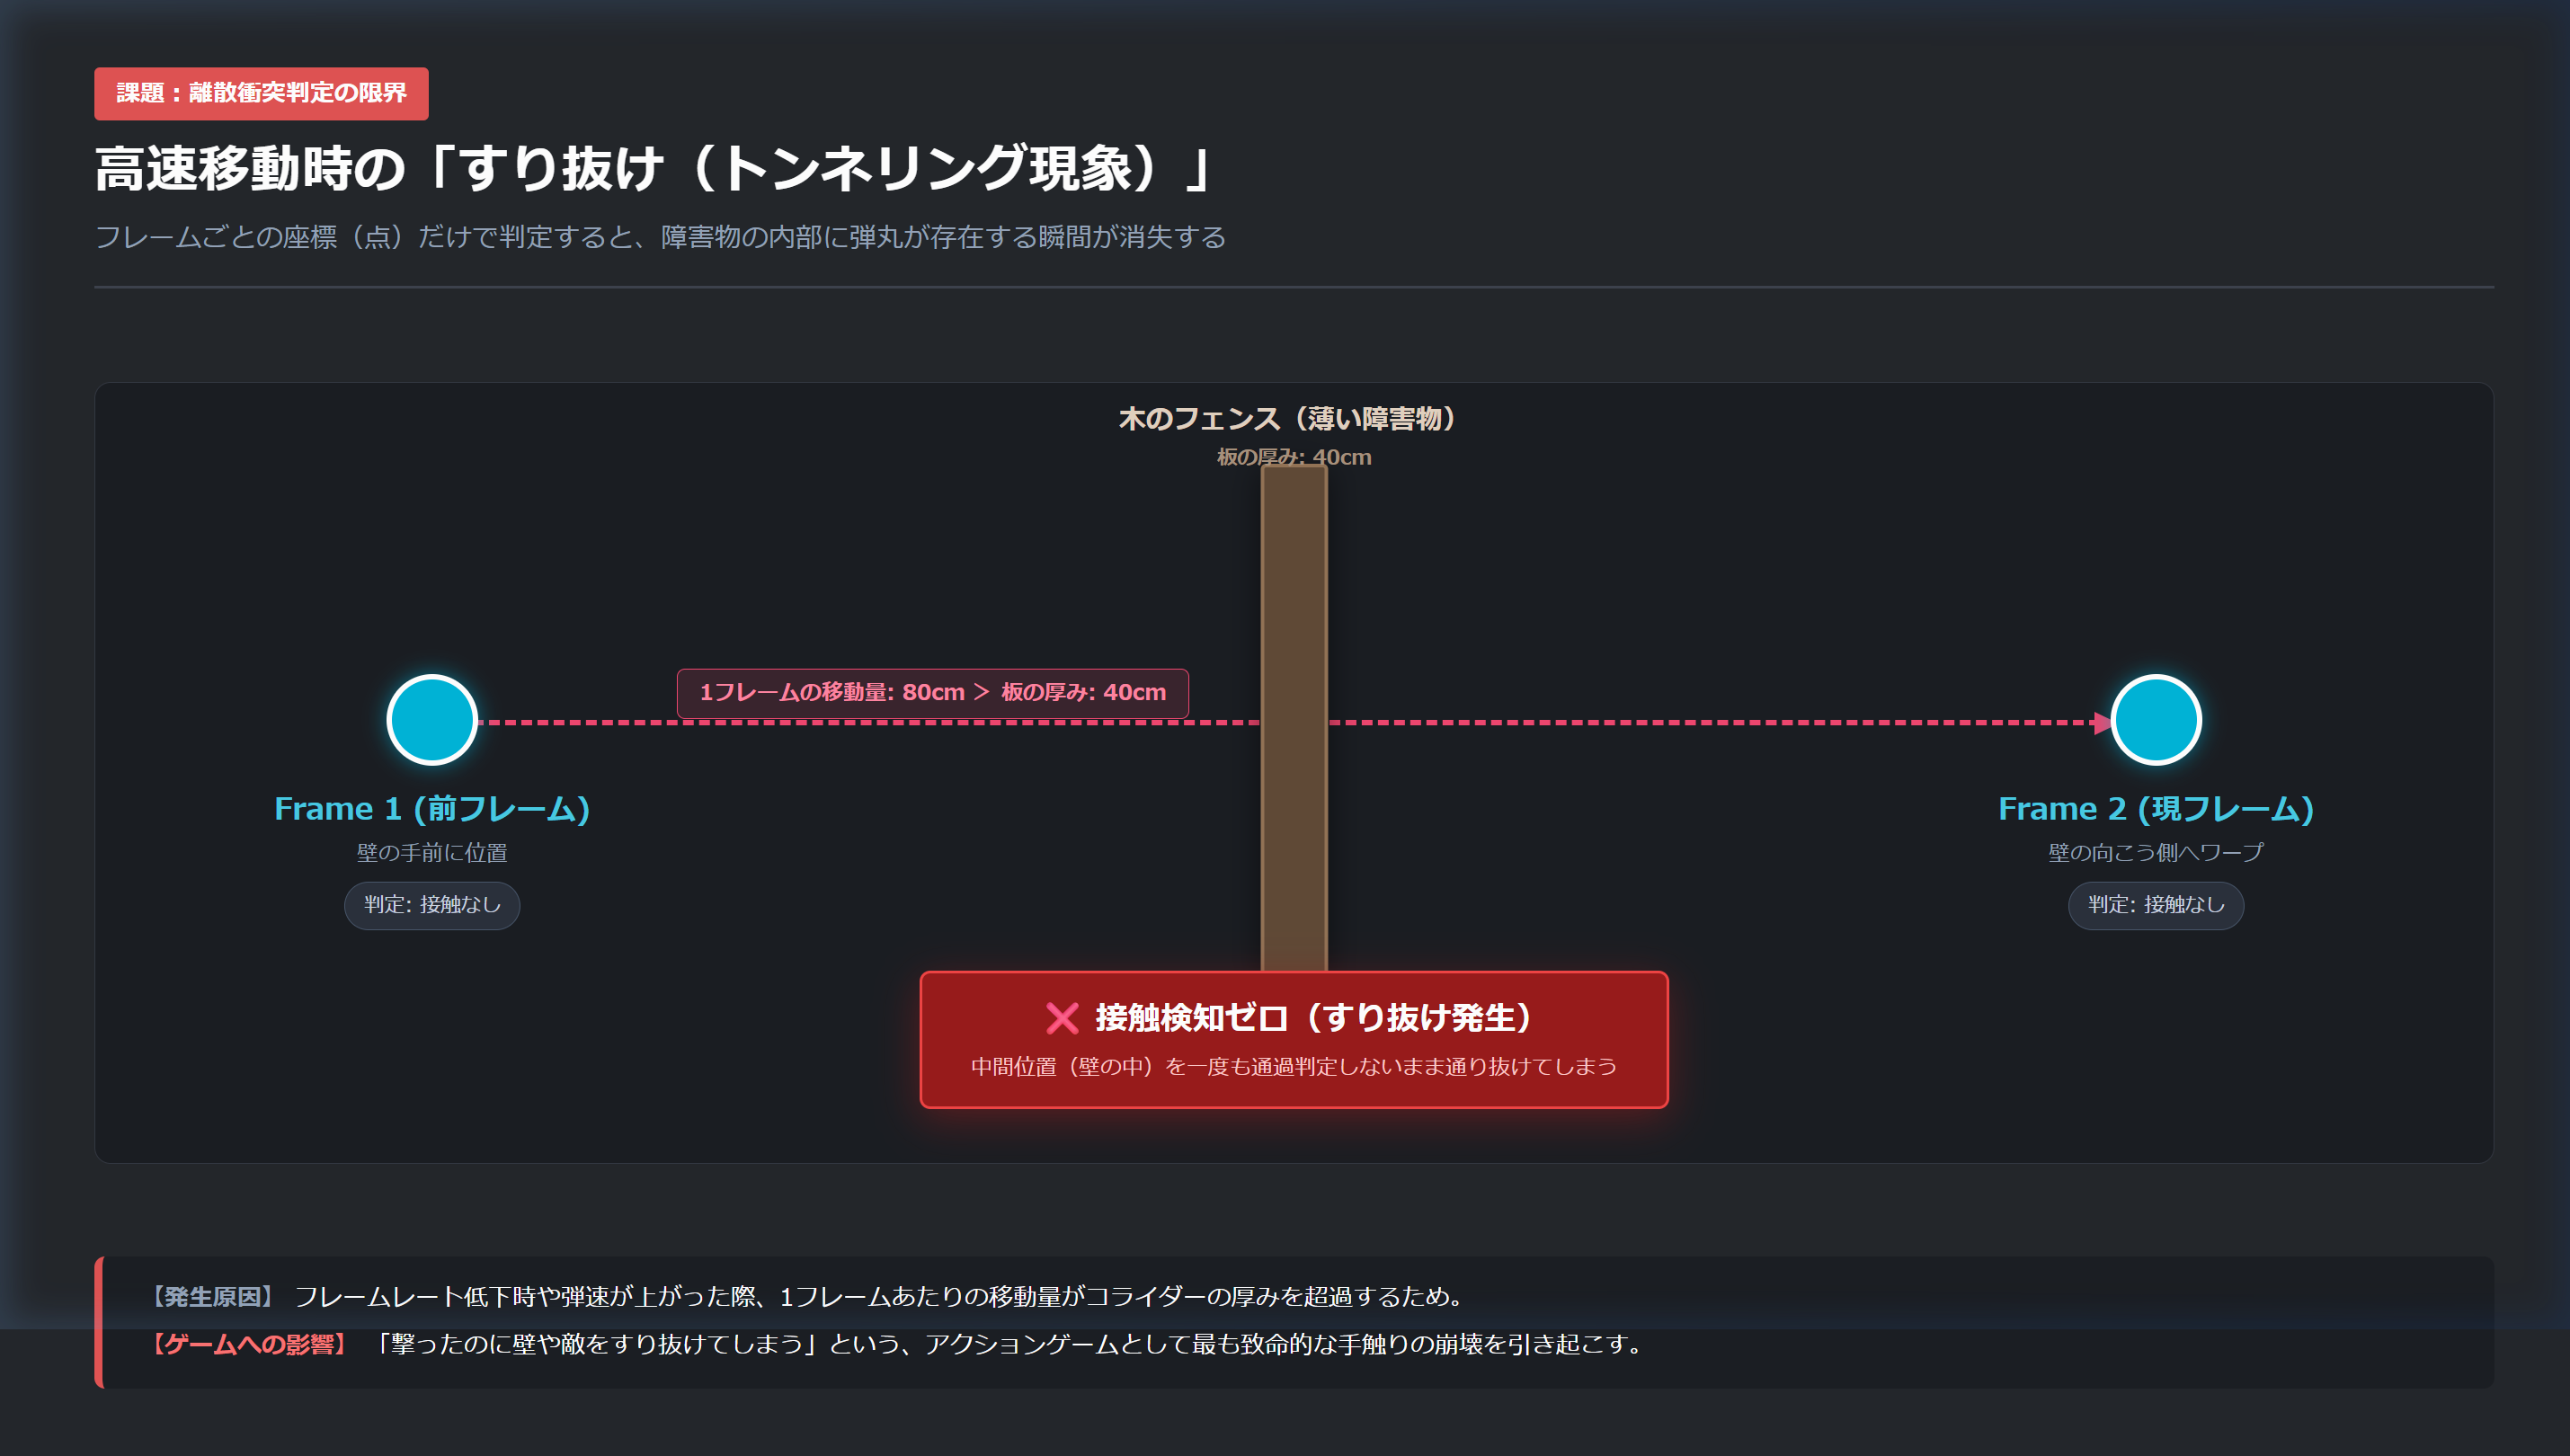 課題：離散衝突判定の限界
高速移動時の「すり抜け（トンネリング現象）」
フレームごとの座標（点）だけで判定すると、障害物の内部に弾丸が存在する瞬間が消失する
木のフェンス（薄い障害物）
板の厚み: 40cm
1フレームの移動量: 80cm ＞ 板の厚み: 40cm
Frame 1 (前フレーム)
壁の手前に位置
判定: 接触なし
Frame 2 (現フレーム)
壁の向こう側へワープ
判定: 接触なし
❌ 接触検知ゼロ（すり抜け発生）
中間位置（壁の中）を一度も通過判定しないまま通り抜けてしまう
【発生原因】 フレームレート低下時や弾速が上がった際、1フレームあたりの移動量がコライダーの厚みを超過するため。
【ゲームへの影響】 「撃ったのに壁や敵をすり抜けてしまう」という、アクションゲームとして最も致命的な手触りの崩壊を引き起こす。